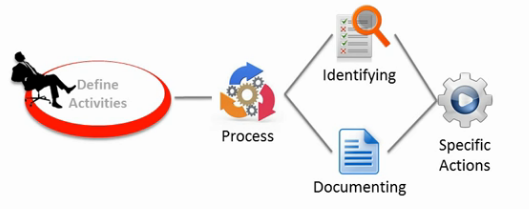 Define
Activities
Process
Identifying
Documenting
Specific
Actions